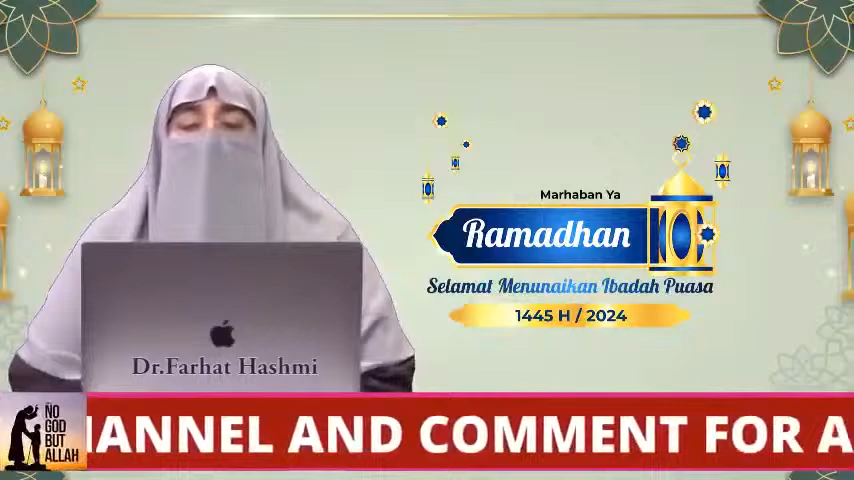 Marhaban Ya
Ramadhan
Selamat Menunaikan Ibadah Puasa
1445 H / 2024
Dr.Farhat Hashmi
NO
GOD
BUT
ALLAH
HANNEL AND COMMENT FOR A